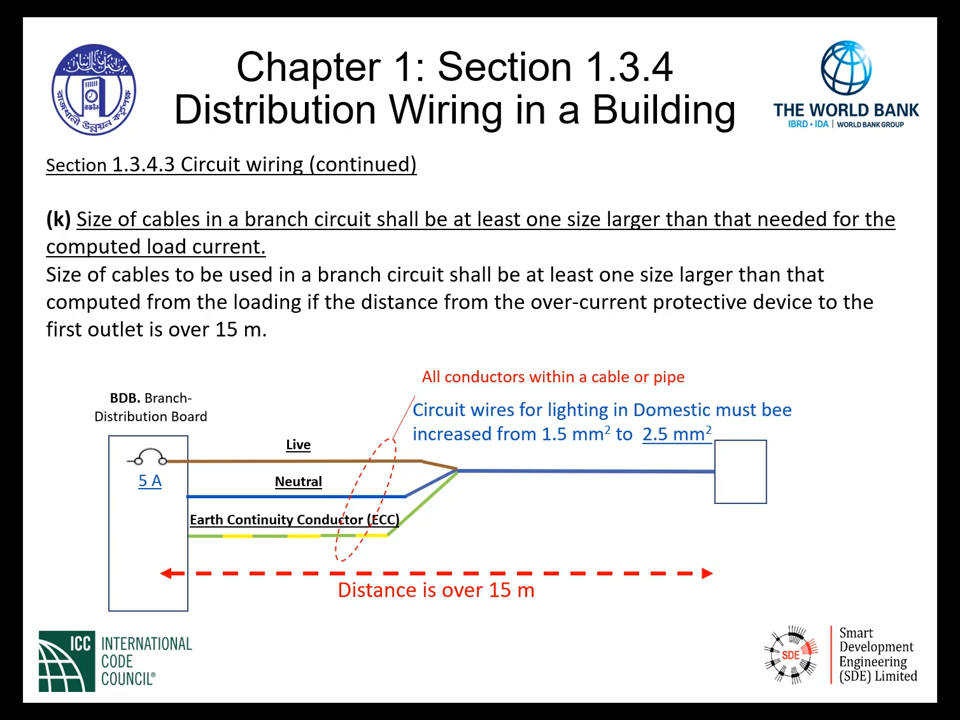 Chapter 1: Section 1.3.4
Distribution Wiring in a Building
THE WORLD BANK
IBRD • IDA | WORLD BANK GROUP
Section 1.3.4.3 Circuit wiring (continued)
(k) Size of cables in a branch circuit shall be at least one size larger than that needed for the
computed load current.
Size of cables to be used in a branch circuit shall be at least one size larger than that
computed from the loading if the distance from the over-current protective device to the
first outlet is over 15 m.
All conductors within a cable or pipe
BDB. Branch-
Distribution Board
Circuit wires for lighting in Domestic must bee
increased from 1.5 mm² to 2.5 mm²
Live
5 A
Neutral
Earth Continuity Conductor (ECC)
Distance is over 15 m
ICC INTERNATIONAL
CODE
COUNCIL®
SDE
Smart
Development
Engineering
(SDE) Limited